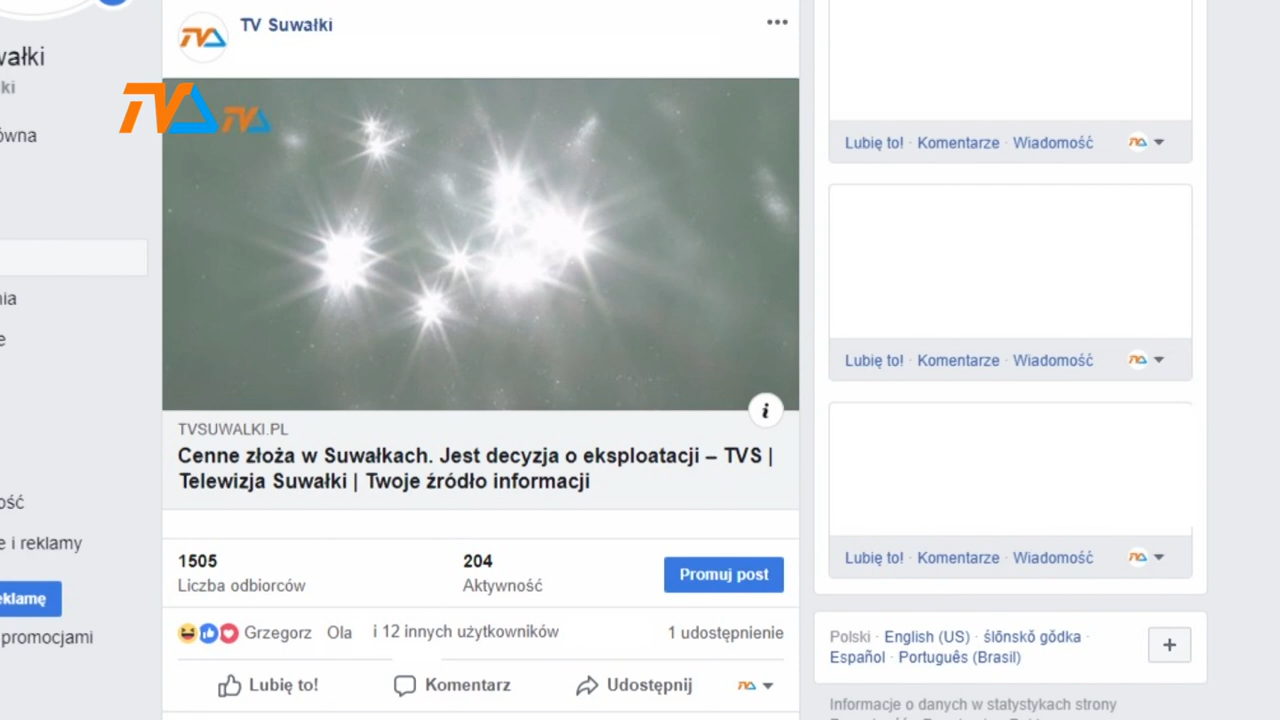 TV Suwałki
wałki
ki
ówna
nia
e
ość
e i reklamy
eklamę
promocjami
TVSUWALKI.PL
Cenne złoża w Suwałkach. Jest decyzja o eksploatacji – TVS |
Telewizja Suwałki | Twoje źródło informacji
1505
Liczba odbiorców
204
Aktywność
Promuj post
Grzegorz Ola i 12 innych użytkowników
1 udostępnienie
Lubię to! Komentarz Udostępnij
Lubię to! · Komentarze · Wiadomość
Lubię to! · Komentarze · Wiadomość
Lubię to! · Komentarze · Wiadomość
Polski · English (US) · ślōnskŏ gŏdka ·
Español · Português (Brasil)
Informacje o danych w statystykach strony